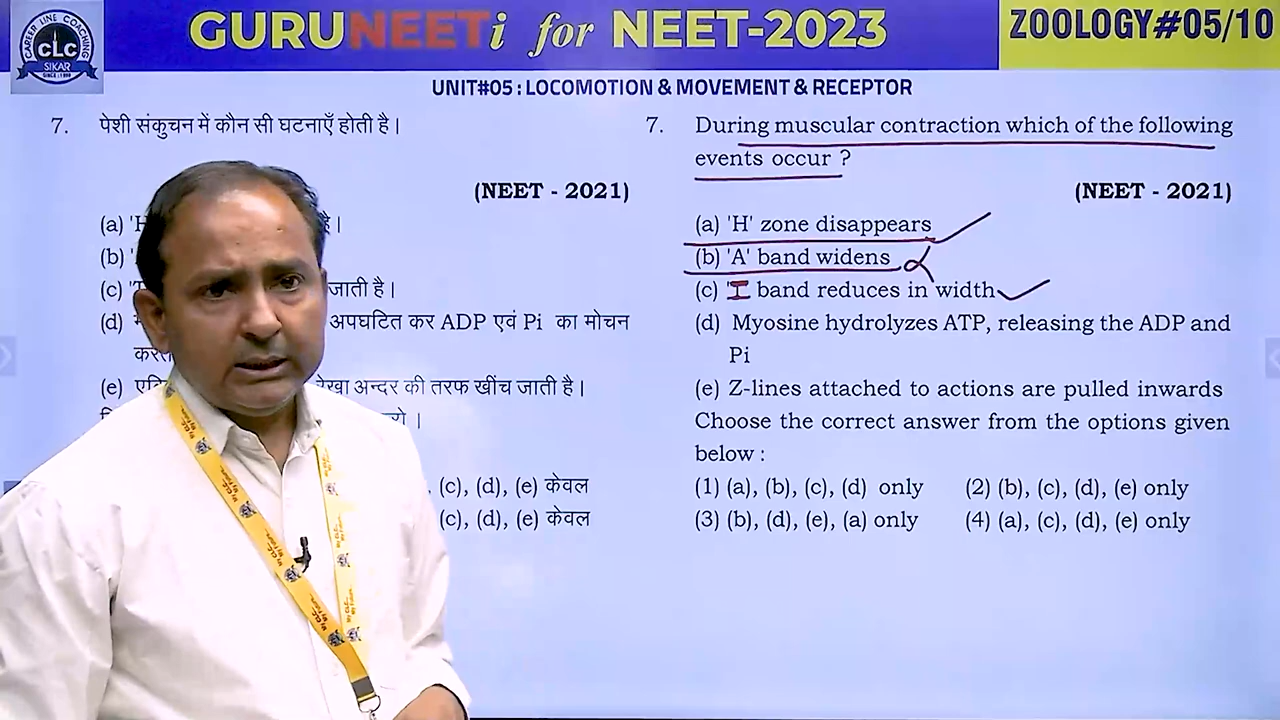 CAREER LINE COACHING
CLC
SIKAR
SINCE : 1996
GURUNEETi for NEET-2023
ZOOLOGY#05/10
UNIT#05 : LOCOMOTION & MOVEMENT & RECEPTOR
7. पेशी संकुचन में कौन सी घटनाएँ होती है।
(NEET - 2021)
(a) 'H है।
(b) '
(c) ' जाती है।
(d) अपघटित कर ADP एवं Pi का मोचन
(e) रेखा अन्दर की तरफ खींच जाती है।
, (c), (d), (e) केवल
(c), (d), (e) केवल
7. During muscular contraction which of the following
events occur ?
(NEET - 2021)
(a) 'H' zone disappears
(b) 'A' band widens
(c) 'I band reduces in width
(d) Myosine hydrolyzes ATP, releasing the ADP and
Pi
(e) Z-lines attached to actions are pulled inwards
Choose the correct answer from the options given
below :
(1) (a), (b), (c), (d) only (2) (b), (c), (d), (e) only
(3) (b), (d), (e), (a) only (4) (a), (c), (d), (e) only